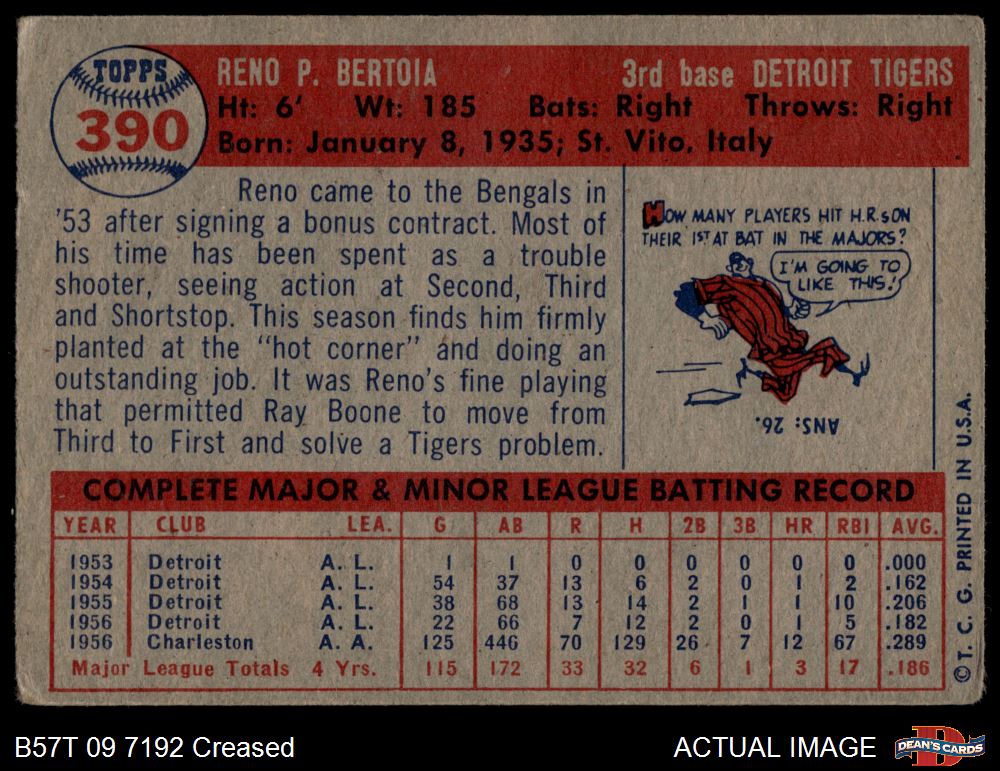 TOPPS
390
RENO P. BERTOIA 3rd base DETROIT TIGERS
Ht: 6' Wt: 185 Bats: Right Throws: Right
Born: January 8, 1935; St. Vito, Italy
Reno came to the Bengals in
'53 after signing a bonus contract. Most of
his time has been spent as a trouble
shooter, seeing action at Second, Third
and Shortstop. This season finds him firmly
planted at the "hot corner" and doing an
outstanding job. It was Reno's fine playing
that permitted Ray Boone to move from
Third to First and solve a Tigers problem.
HOW MANY PLAYERS HIT H.R.s ON
THEIR 1ST AT BAT IN THE MAJORS?
I'M GOING TO
LIKE THIS!
ANS: 26.
COMPLETE MAJOR & MINOR LEAGUE BATTING RECORD
YEAR CLUB LEA. G AB R H 2B 3B HR RBI AVG.
1953 Detroit A. L. 1 1 0 0 0 0 0 0 .000
1954 Detroit A. L. 54 37 13 6 2 0 1 2 .162
1955 Detroit A. L. 38 68 13 14 2 1 1 10 .206
1956 Detroit A. L. 22 66 7 12 2 0 1 5 .182
1956 Charleston A. A. 125 446 70 129 26 7 12 67 .289
Major League Totals 4 Yrs. 115 172 33 32 6 1 3 17 .186
©T. C. G. PRINTED IN U.S.A.
B57T 09 7192 Creased
ACTUAL IMAGE
DEAN'S CARDS